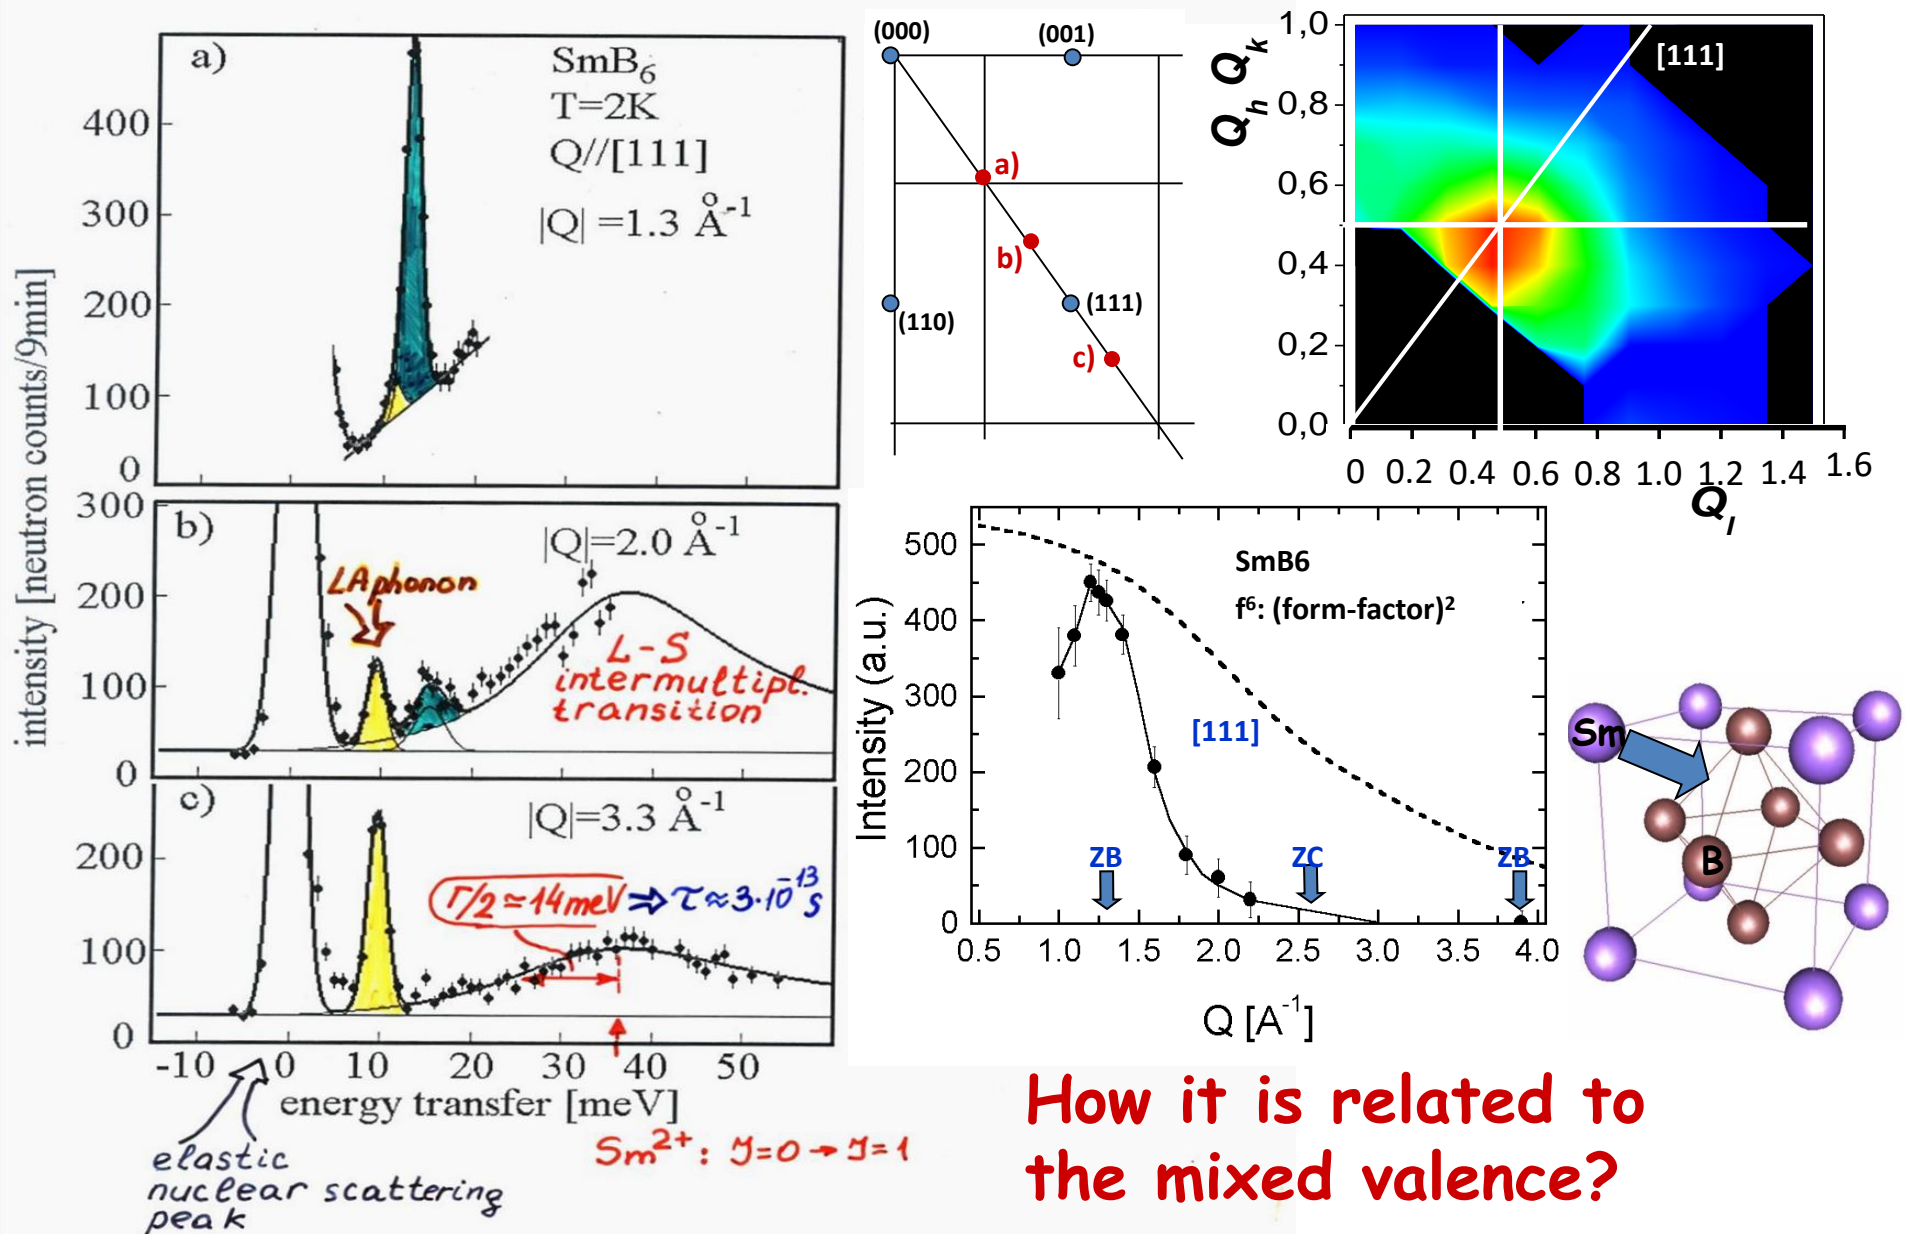 a)
SmB6
T=2K
Q//[111]
|Q| =1.3 Å-1
400
300
200
100
0
intensity [neutron counts/9min]
b)
|Q|=2.0 Å-1
300
200
100
0
LA phonon
L-S
intermultipl.
transition
c)
|Q|=3.3 Å-1
200
100
0
Γ/2≃14meV ⇒ τ≈3·10-13 s
-10 0 10 20 30 40 50
energy transfer [meV]
elastic
nuclear scattering
peak
Sm2+: J=0→J=1
(000)
(001)
a)
b)
(110)
(111)
c)
Qh Qk
1,0
0,8
0,6
0,4
0,2
0,0
[111]
0 0.2 0.4 0.6 0.8 1.0 1.2 1.4 1.6
Ql
Intensity (a.u.)
500
400
300
200
100
0
SmB6
f6: (form-factor)2
[111]
ZB
ZC
ZB
0.5 1.0 1.5 2.0 2.5 3.0 3.5 4.0
Q [A-1]
Sm
B
How it is related to
the mixed valence?